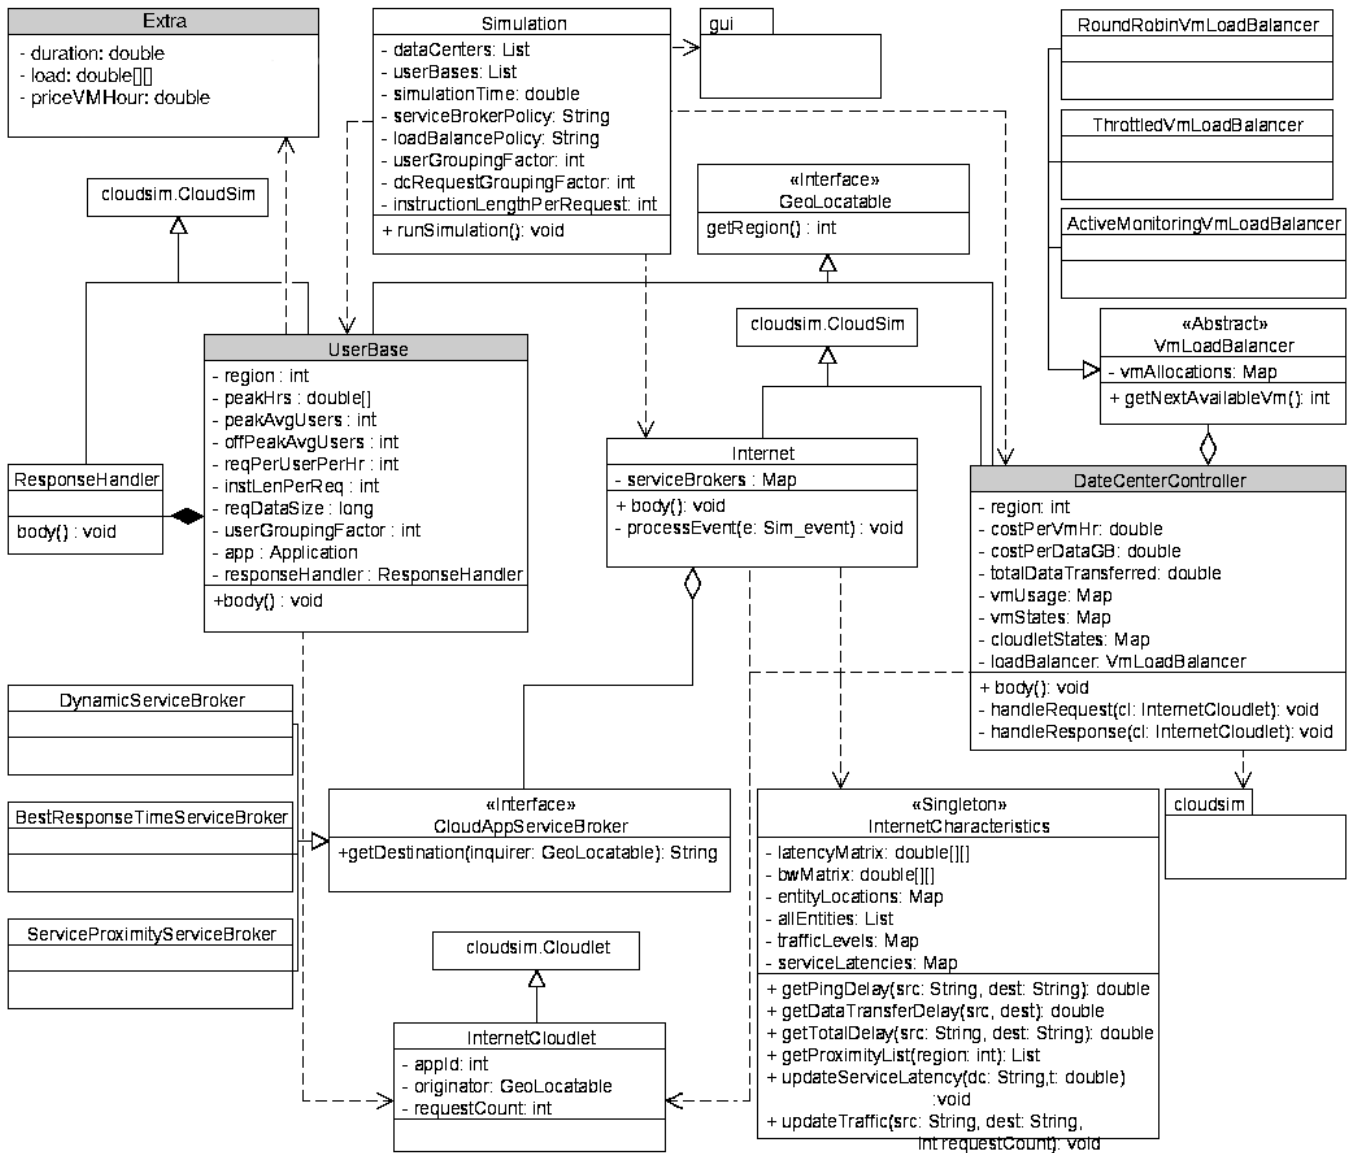 Extra
- duration: double
- load: double[][]
- priceVMHour: double
Simulation
- dataCenters: List
- userBases: List
- simulationTime: double
- serviceBrokerPolicy: String
- loadBalancePolicy: String
- userGroupingFactor: int
- dcRequestGroupingFactor: int
- instructionLengthPerRequest: int
+ runSimulation(): void
gui
RoundRobinVmLoadBalancer
ThrottledVmLoadBalancer
ActiveMonitoringVmLoadBalancer
cloudsim.CloudSim
«Interface»
GeoLocatable
getRegion() : int
cloudsim.CloudSim
«Abstract»
VmLoadBalancer
- vmAllocations: Map
+ getNextAvailableVm(): int
UserBase
- region : int
- peakHrs : double[]
- peakAvgUsers : int
- offPeakAvgUsers : int
- reqPerUserPerHr : int
- instLenPerReq : int
- reqDataSize : long
- userGroupingFactor : int
- app : Application
- responseHandler : ResponseHandler
+body() : void
ResponseHandler
body() : void
Internet
- serviceBrokers : Map
+ body(): void
- processEvent(e: Sim_event) : void
DateCenterController
- region: int
- costPerVmHr: double
- costPerDataGB: double
- totalDataTransferred: double
- vmUsage: Map
- vmStates: Map
- cloudletStates: Map
- loadBalancer: VmLoadBalancer
+ body(): void
- handleRequest(cl: InternetCloudlet): void
- handleResponse(cl: InternetCloudlet): void
DynamicServiceBroker
BestResponseTimeServiceBroker
ServiceProximityServiceBroker
«Interface»
CloudAppServiceBroker
+getDestination(inquirer: GeoLocatable): String
«Singleton»
InternetCharacteristics
- latencyMatrix: double[][]
- bwMatrix: double[][]
- entityLocations: Map
- allEntities: List
- trafficLevels: Map
- serviceLatencies: Map
+ getPingDelay(src: String, dest: String): double
+ getDataTransferDelay(src, dest): double
+ getTotalDelay(src: String, dest: String): double
+ getProximityList(region: int): List
+ updateServiceLatency(dc: String,t: double)
:void
+ updateTraffic(src: String, dest: String,
int requestCount): void
cloudsim
cloudsim.Cloudlet
InternetCloudlet
- appId: int
- originator: GeoLocatable
- requestCount: int